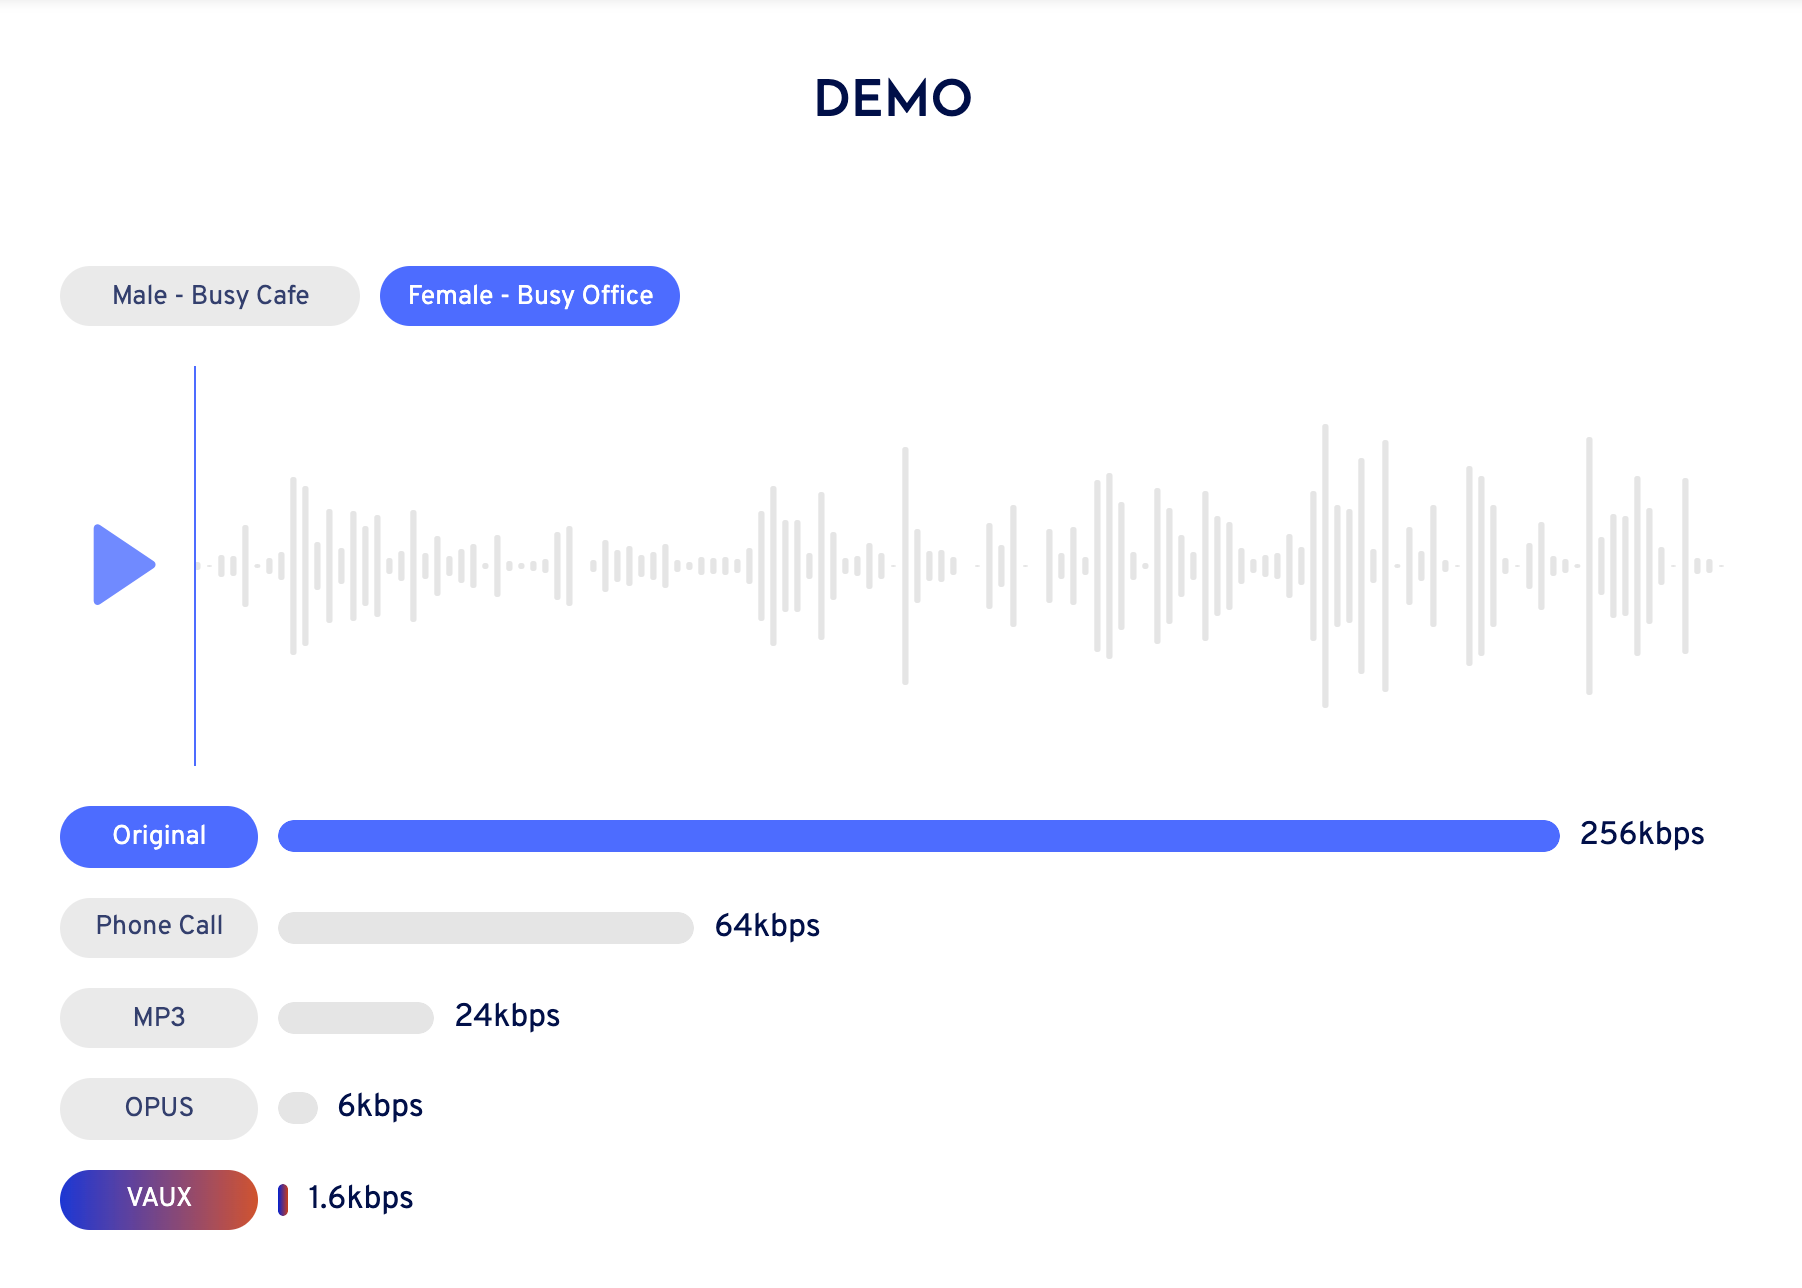 DEMO
Male - Busy Cafe
Female - Busy Office
Original
256kbps
Phone Call
64kbps
MP3
24kbps
OPUS
6kbps
VAUX
1.6kbps